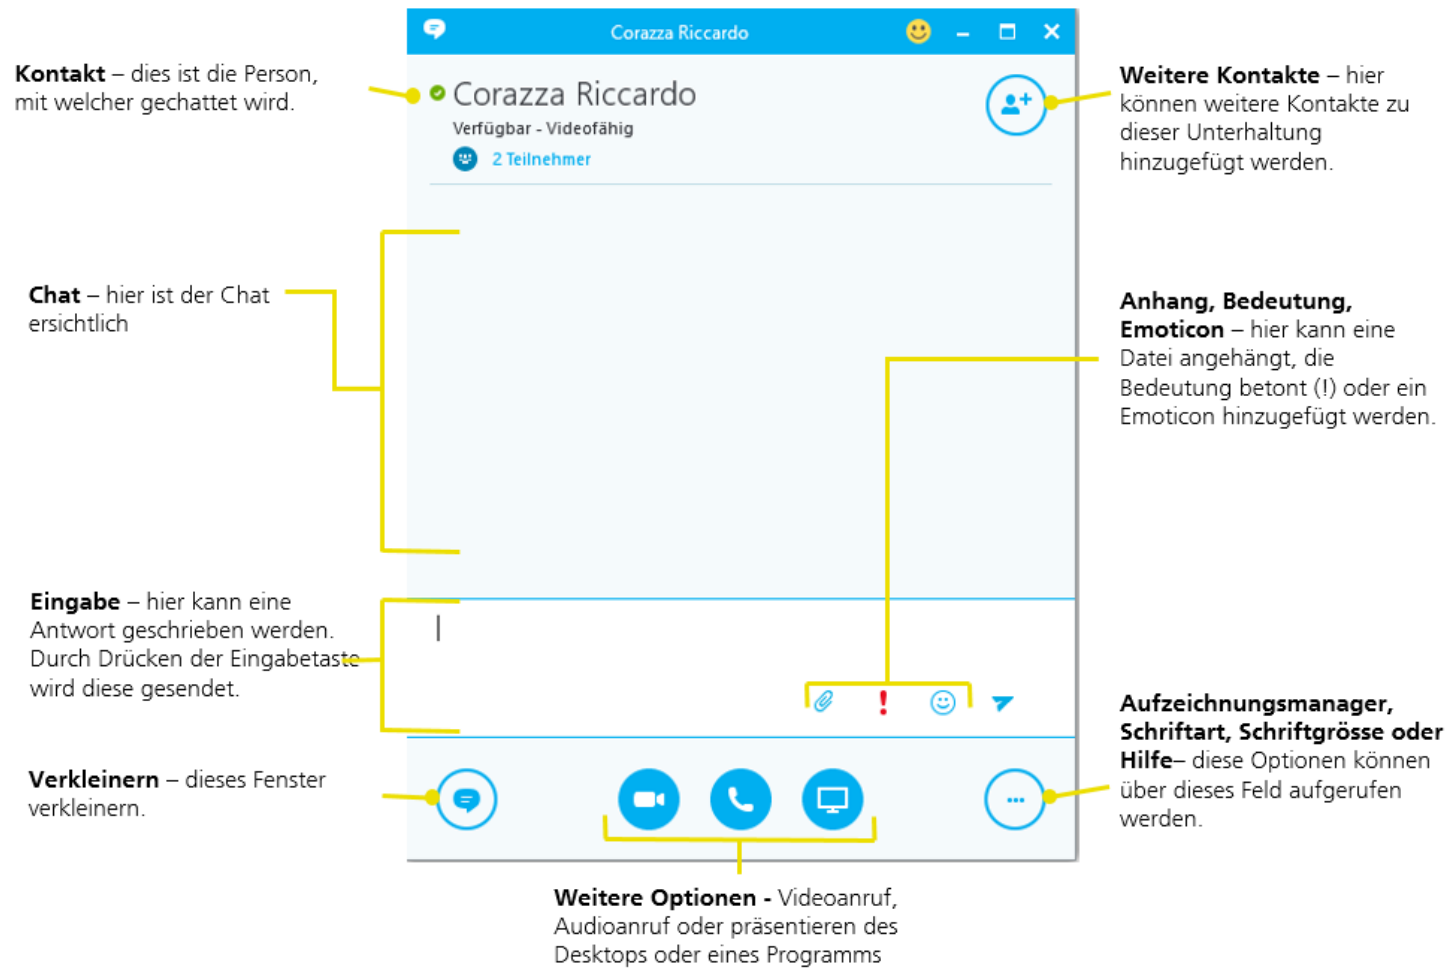 Corazza Riccardo
Kontakt – dies ist die Person,
mit welcher gechattet wird.
Corazza Riccardo
Verfügbar - Videofähig
2 Teilnehmer
Weitere Kontakte – hier
können weitere Kontakte zu
dieser Unterhaltung
hinzugefügt werden.
Chat – hier ist der Chat
ersichtlich
Anhang, Bedeutung,
Emoticon – hier kann eine
Datei angehängt, die
Bedeutung betont (!) oder ein
Emoticon hinzugefügt werden.
Eingabe – hier kann eine
Antwort geschrieben werden.
Durch Drücken der Eingabetaste
wird diese gesendet.
Aufzeichnungsmanager,
Schriftart, Schriftgrösse oder
Hilfe– diese Optionen können
über dieses Feld aufgerufen
werden.
Verkleinern – dieses Fenster
verkleinern.
Weitere Optionen - Videoanruf,
Audioanruf oder präsentieren des
Desktops oder eines Programms